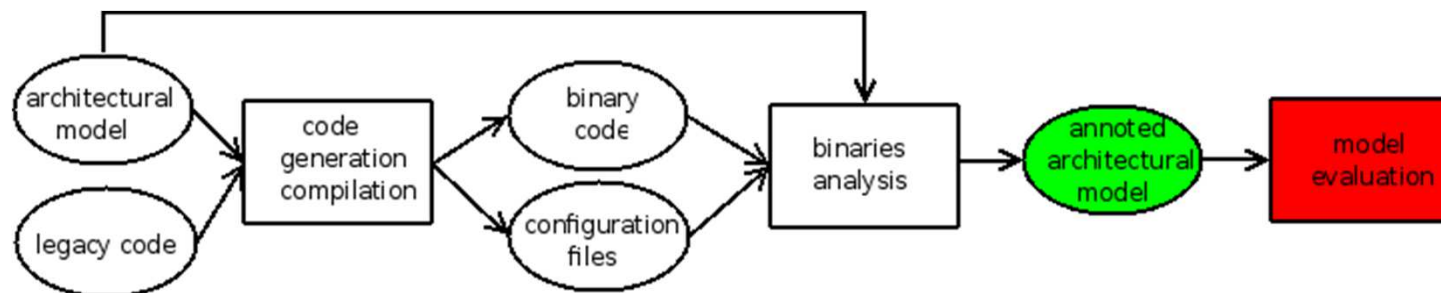 architectural
model
legacy code
code
generation
compilation
binary
code
configuration
files
binaries
analysis
annoted
architectural
model
model
evaluation